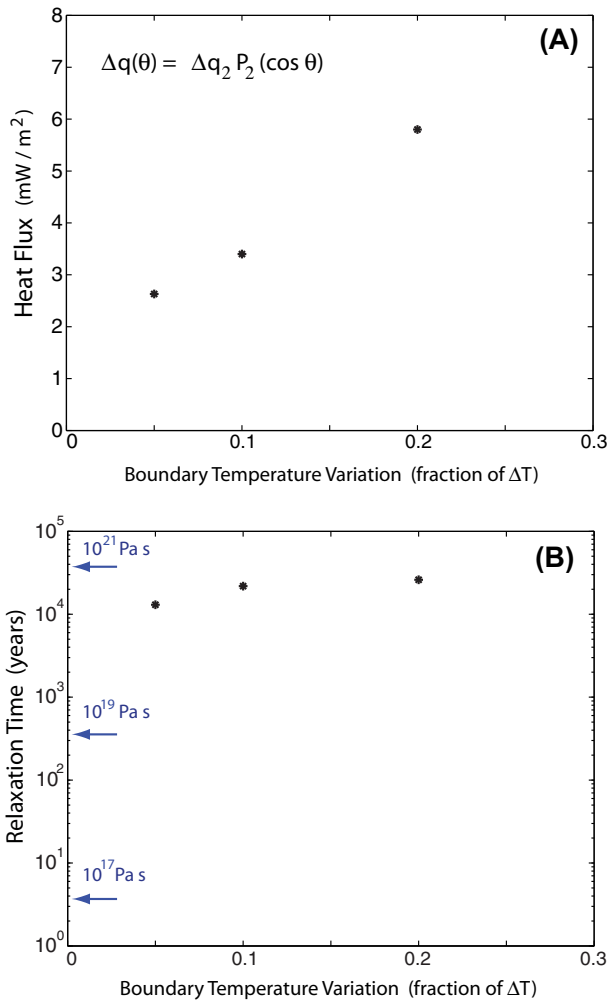 (A)
Δq(θ) = Δq₂ P₂ (cos θ)
Heat Flux (mW / m²)
8
7
6
5
4
3
2
1
0
0
0.1
0.2
0.3
Boundary Temperature Variation (fraction of ΔT)
(B)
Relaxation Time (years)
10⁵
10⁴
10³
10²
10¹
10⁰
10²¹ Pa s
10¹⁹ Pa s
10¹⁷ Pa s
0
0.1
0.2
0.3
Boundary Temperature Variation (fraction of ΔT)